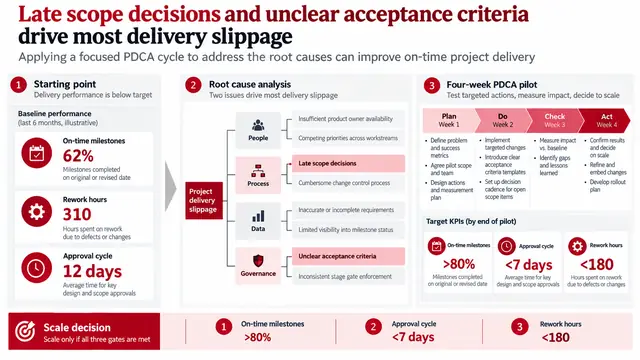 Late scope decisions and unclear acceptance criteria
drive most delivery slippage
Applying a focused PDCA cycle to address the root causes can improve on-time project delivery
1 Starting point
Delivery performance is below target
Baseline performance
(last 6 months, illustrative)
On-time milestones
62%
Milestones completed
on original or revised date
Rework hours
310
Hours spent on rework
due to defects or changes
Approval cycle
12 days
Average time for key
design and scope approvals
2 Root cause analysis
Two issues drive most delivery slippage
Project
delivery
slippage
People
Insufficient product owner availability
Competing priorities across workstreams
Process
Late scope decisions
Cumbersome change control process
Data
Inaccurate or incomplete requirements
Limited visibility into milestone status
Governance
Unclear acceptance criteria
Inconsistent stage gate enforcement
3 Four-week PDCA pilot
Test targeted actions, measure impact, decide to scale
Plan
Week 1
Do
Week 2
Check
Week 3
Act
Week 4
• Define problem
and success
metrics
• Agree pilot scope
and team
• Design actions
and measurement
plan
• Implement
targeted changes
• Introduce clear
acceptance
criteria templates
• Set up decision
cadence for open
scope items
• Measure impact
vs. baseline
• Identify gaps
and lessons
learned
• Confirm results
and decide
on scale
• Refine and
embed changes
• Develop rollout
plan
Target KPIs (by end of pilot)
On-time milestones
>80%
Milestones completed
on original or revised date
Approval cycle
<7 days
Average time for key
design and scope approvals
Rework hours
<180
Hours spent on rework
due to defects or changes
Scale decision
Scale only if all three gates are met
1 On-time milestones
>80%
2 Approval cycle
<7 days
3 Rework hours
<180